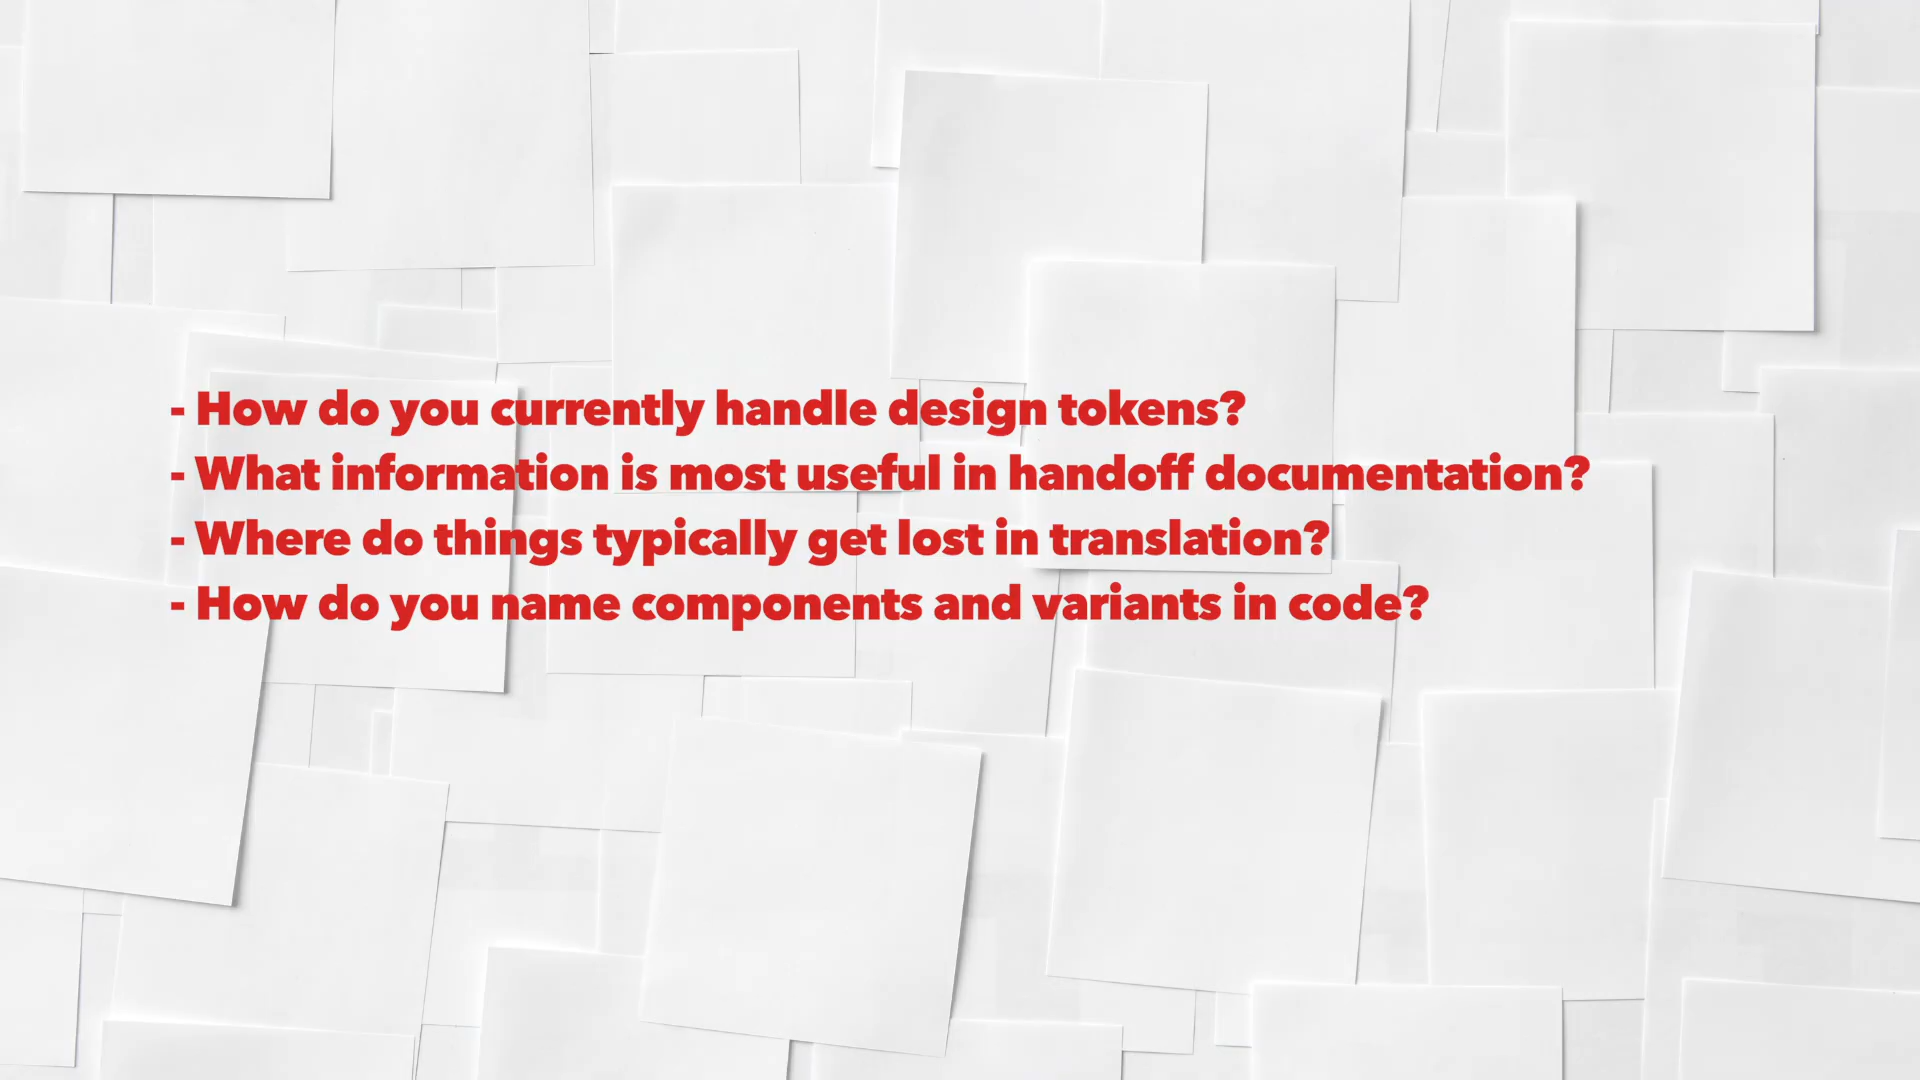 - How do you currently handle design tokens?
- What information is most useful in handoff documentation?
- Where do things typically get lost in translation?
- How do you name components and variants in code?